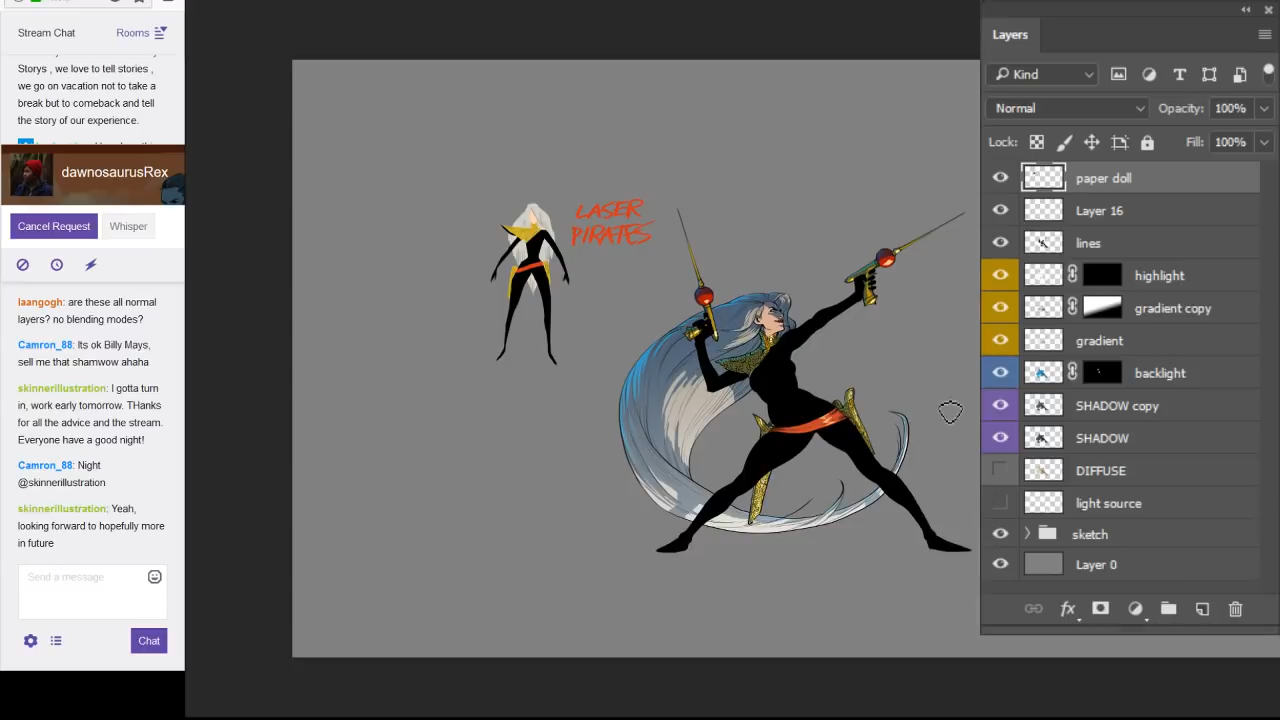 Stream Chat
Rooms
Storys , we love to tell stories ,
we go on vacation not to take a
break but to comeback and tell
the story of our experience.
dawnosaurusRex
Cancel Request
Whisper
laangogh: are these all normal
layers? no blending modes?
Camron_88: Its ok Billy Mays,
sell me that shamwow ahaha
skinnerillustration: I gotta turn
in, work early tomorrow. THanks
for all the advice and the stream.
Everyone have a good night!
Camron_88: Night
@skinnerillustration
skinnerillustration: Yeah,
looking forward to hopefully more
in future
Send a message
Chat
LASER
PIRATES
Layers
Kind
Normal
Opacity: 100%
Lock:
Fill: 100%
paper doll
Layer 16
lines
highlight
gradient copy
gradient
backlight
SHADOW copy
SHADOW
DIFFUSE
light source
sketch
Layer 0
fx